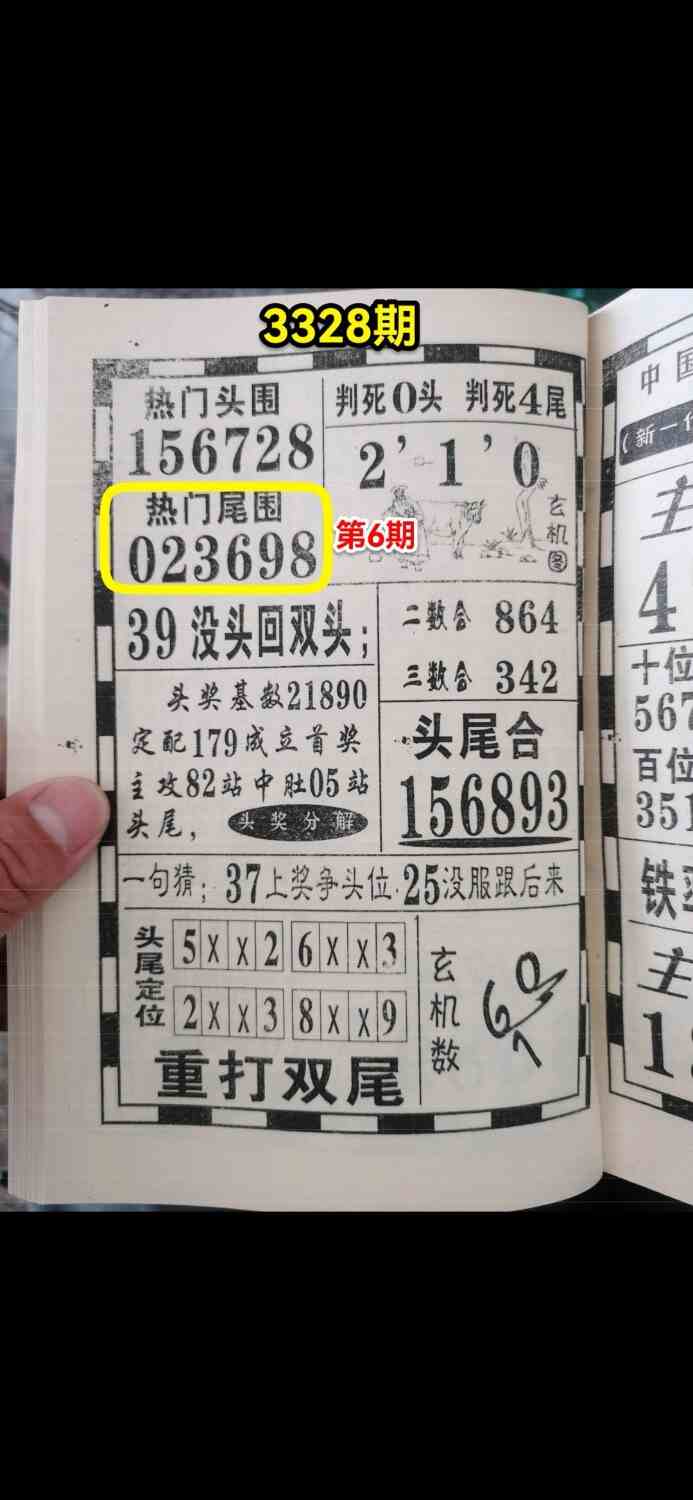 3328期
热门头围
156728
判死0头 判死4尾
2’1’0
玄机图
热门尾围
023698
第6期
39没头回双头;
二数合 864
三数合 342
头奖基数21890
定配179成立首奖
主攻82站中肚05站
头尾,
头奖分解
头尾合
156893
一句猜; 37上奖争头位.25没服跟后来
头尾定位
5XX2 6XX3
2XX3 8XX9
重打双尾
玄机数
607
中国
(新一
主
4
十位
567
百位
351
铁
主